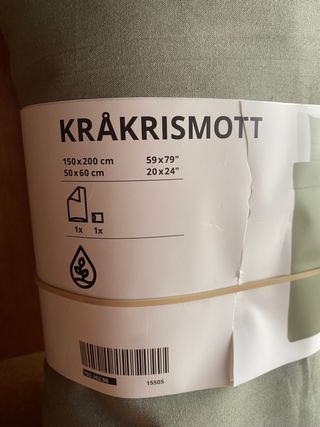 KRÅKRISMOTT
150x200 cm 59x79"
50x60 cm 20x24"
1x 1x
15505